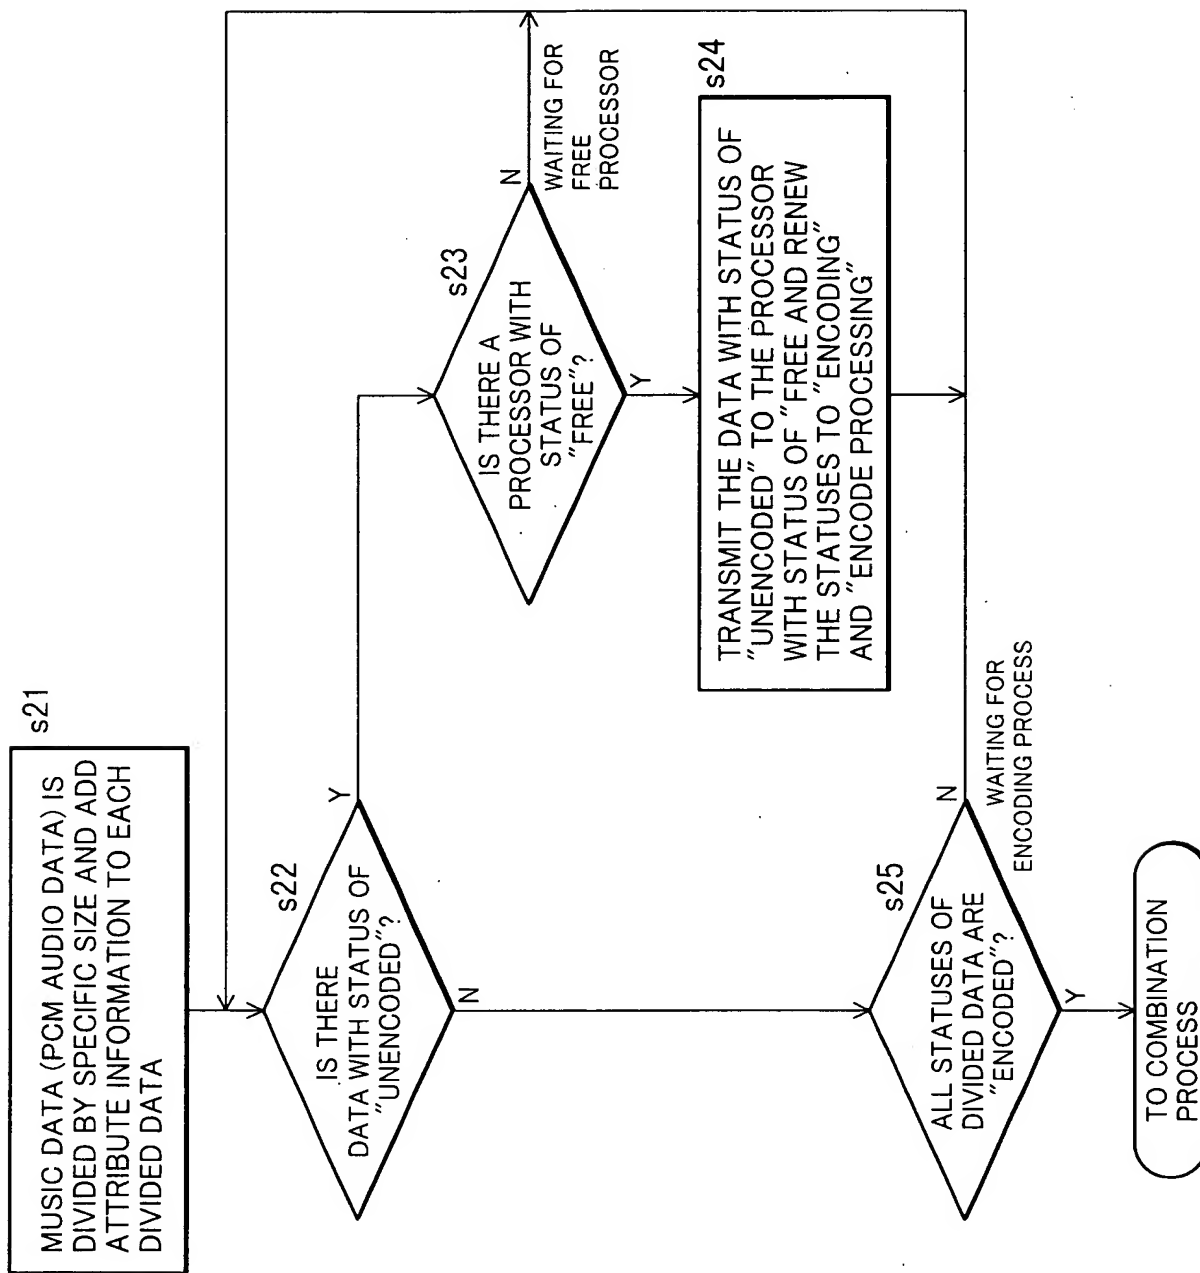 s21
MUSIC DATA (PCM AUDIO DATA) IS
DIVIDED BY SPECIFIC SIZE AND ADD
ATTRIBUTE INFORMATION TO EACH
DIVIDED DATA
s22
IS THERE
DATA WITH STATUS OF
"UNENCODED"?
Y
N
s23
IS THERE A
PROCESSOR WITH
STATUS OF
"FREE"?
N
WAITING FOR
FREE
PROCESSOR
Y
s24
TRANSMIT THE DATA WITH STATUS OF
"UNENCODED" TO THE PROCESSOR
WITH STATUS OF "FREE AND RENEW
THE STATUSES TO "ENCODING"
AND "ENCODE PROCESSING"
s25
ALL STATUSES OF
DIVIDED DATA ARE
"ENCODED"?
N
WAITING FOR
ENCODING PROCESS
Y
TO COMBINATION
PROCESS